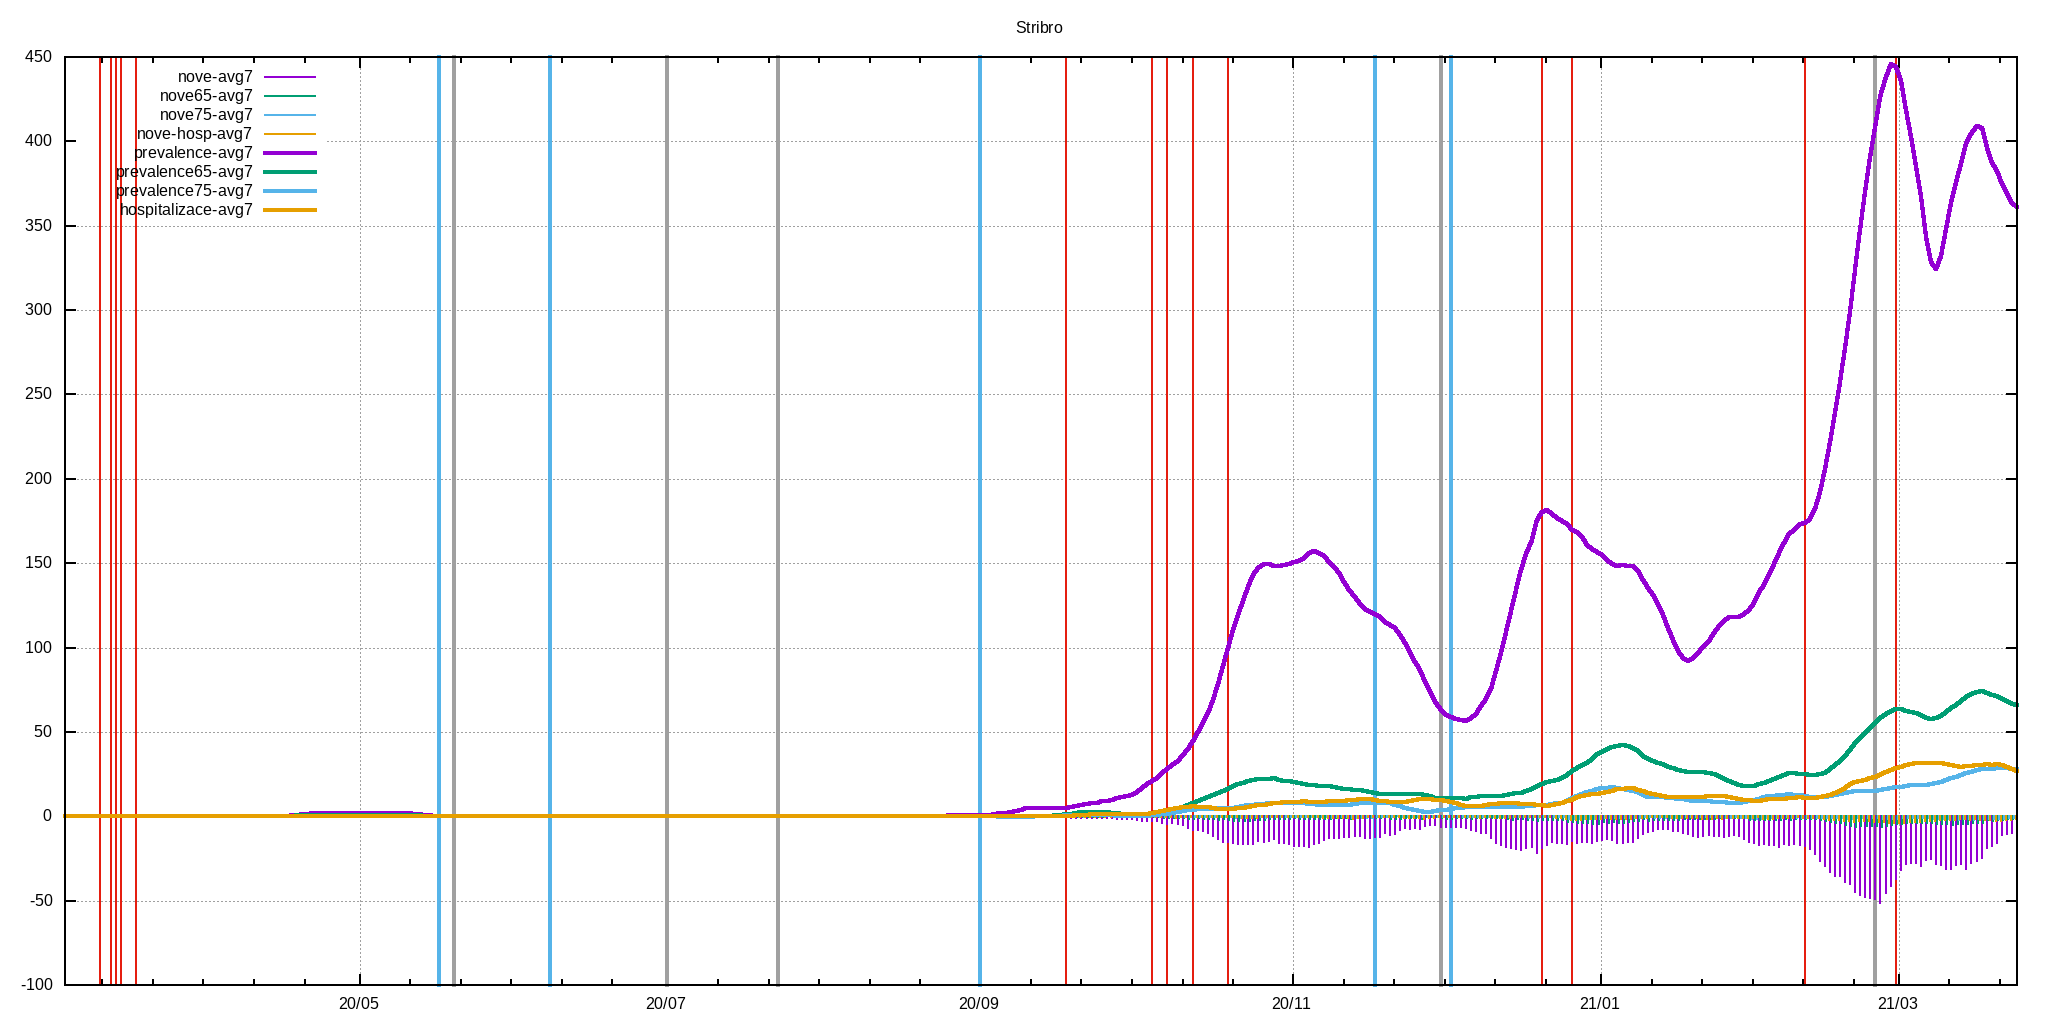 Stribro
450
400
350
300
250
200
150
100
50
0
-50
-100
nove-avg7
nove65-avg7
nove75-avg7
nove-hosp-avg7
prevalence-avg7
prevalence65-avg7
prevalence75-avg7
hospitalizace-avg7
20/05 20/07 20/09 20/11 21/01 21/03